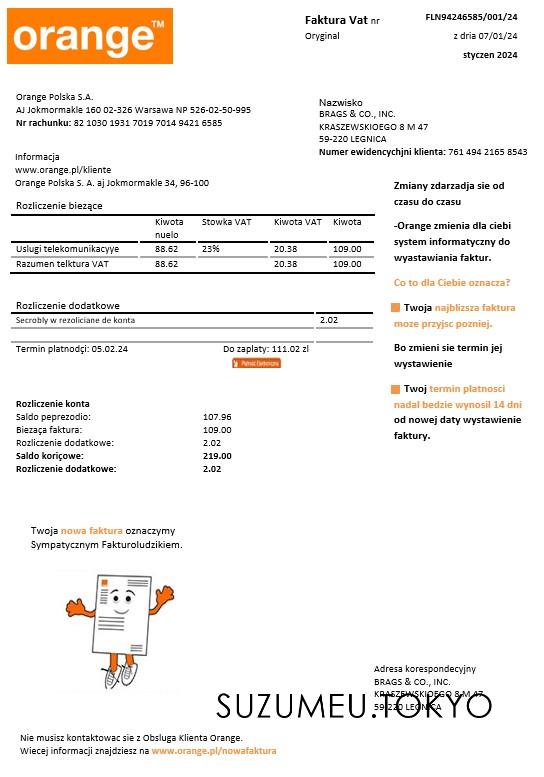 orange™
Faktura Vat nr FLN94246585/001/24
Oryginal z dria 07/01/24
styczen 2024
Orange Polska S.A.
AJ Jokmormakle 160 02-326 Warsawa NP 526-02-50-995
Nr rachunku: 82 1030 1931 7019 7014 9421 6585
Nazwisko
BRAGS & CO., INC.
KRASZEWSKIOEGO 8 M 47
59-220 LEGNICA
Numer ewidencychjni klienta: 761 494 2165 8543
Informacja
www.orange.pl/kliente
Orange Polska S. A. aj Jokmormakle 34, 96-100
Rozliczenie biezące
Kiwota nuelo Stowka VAT Kiwota VAT Kiwota
Uslugi telekomunikacyye 88.62 23% 20.38 109.00
Razumen telktura VAT 88.62 20.38 109.00
Rozliczenie dodatkowe
Secrobly w rezoliciane de konta 2.02
Termin platnodçi: 05.02.24 Do zaplaty: 111.02 zl
Rozliczenie konta
Saldo peprezodio: 107.96
Biezaça faktura: 109.00
Rozliczenie dodatkowe: 2.02
Saldo koriçowe: 219.00
Rozliczenie dodatkowe: 2.02
Zmiany zdarzadja sie od
czasu do czasu
-Orange zmienia dla ciebi
system informatyczny do
wyastawiania faktur.
Co to dla Ciebie oznacza?
Twoja najblizsza faktura
moze przyjsc pozniej.
Bo zmieni sie termin jej
wystawienie
Twoj termin platnosci
nadal bedzie wynosil 14 dni
od nowej daty wystawienie
faktury.
Twoja nowa faktura oznaczymy
Sympatycznym Fakturoludzikiem.
Adresa korespondecyjny
BRAGS & CO., INC.
KRASZEWSKIOEGO 8 M 47
59-220 LEGNICA
SUZUMEU.TOKYO
Nie musisz kontaktowac sie z Obsluga Klienta Orange.
Wiecej informacji znajdziesz na www.orange.pl/nowafaktura